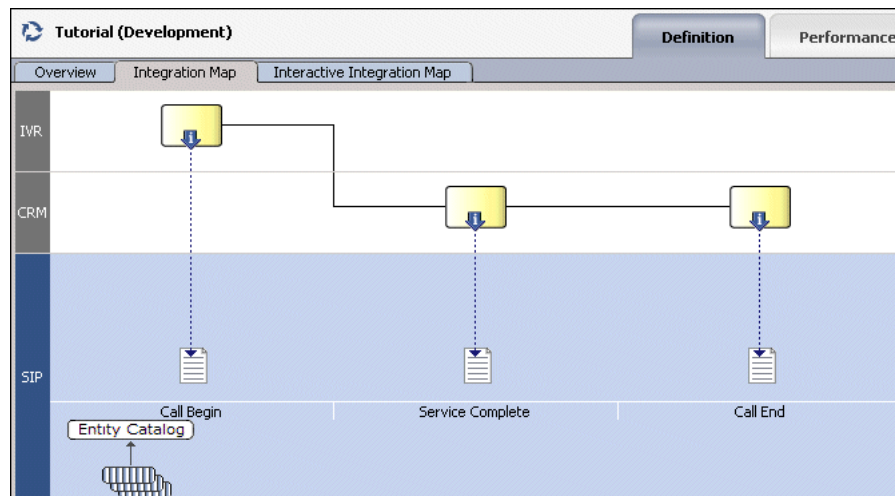 Tutorial (Development)
Definition
Performance
Overview
Integration Map
Interactive Integration Map
IVR
CRM
SIP
Call Begin
Service Complete
Call End
Entity Catalog